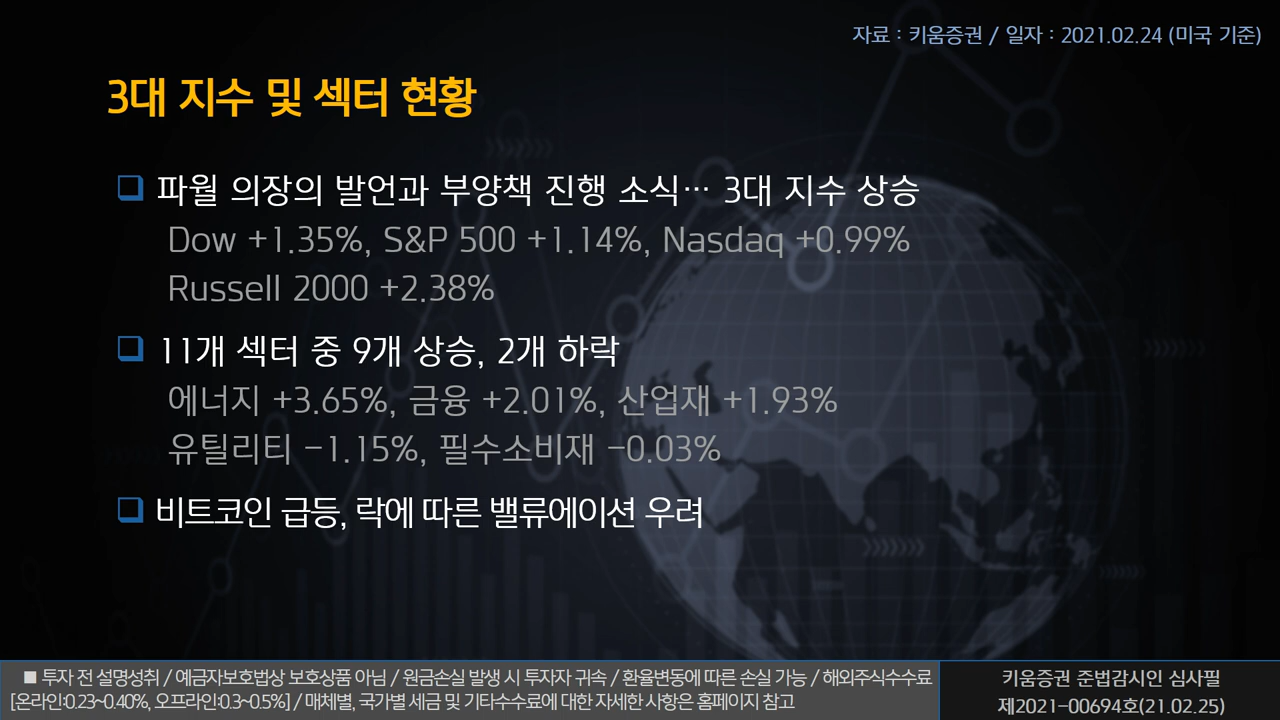 자료 : 키움증권 / 일자 : 2021.02.24 (미국 기준)
3대 지수 및 섹터 현황
❑ 파월 의장의 발언과 부양책 진행 소식… 3대 지수 상승
Dow +1.35%, S&P 500 +1.14%, Nasdaq +0.99%
Russell 2000 +2.38%
❑ 11개 섹터 중 9개 상승, 2개 하락
에너지 +3.65%, 금융 +2.01%, 산업재 +1.93%
유틸리티 -1.15%, 필수소비재 -0.03%
❑ 비트코인 급등, 락에 따른 밸류에이션 우려
■ 투자 전 설명성취 / 예금자보호법상 보호상품 아님 / 원금손실 발생 시 투자자 귀속 / 환율변동에 따른 손실 가능 / 해외주식수수료
[온라인:0.23~0.40%, 오프라인:0.3~0.5%] / 매체별, 국가별 세금 및 기타수수료에 대한 자세한 사항은 홈페이지 참고
키움증권 준법감시인 심사필
제2021-00694호(21.02.25)